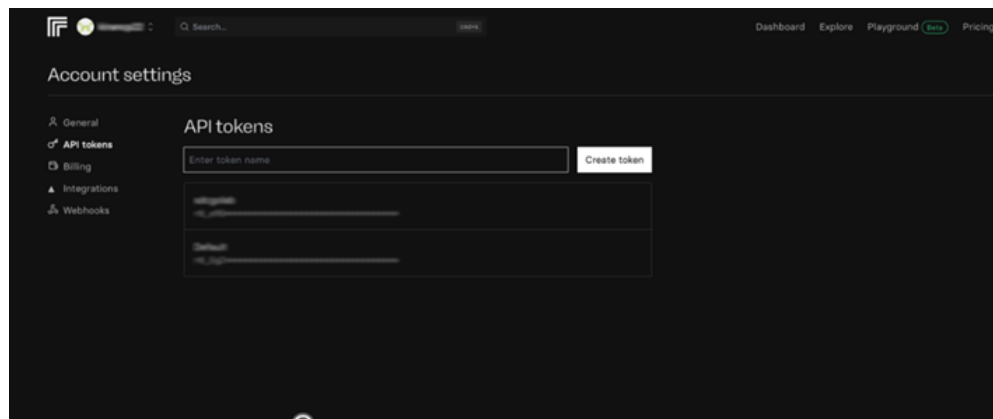 Search...
Dashboard Explore Playground Beta Pricing
Account settings
General
API tokens
Billing
Integrations
Webhooks
API tokens
Enter token name
Create token
Default